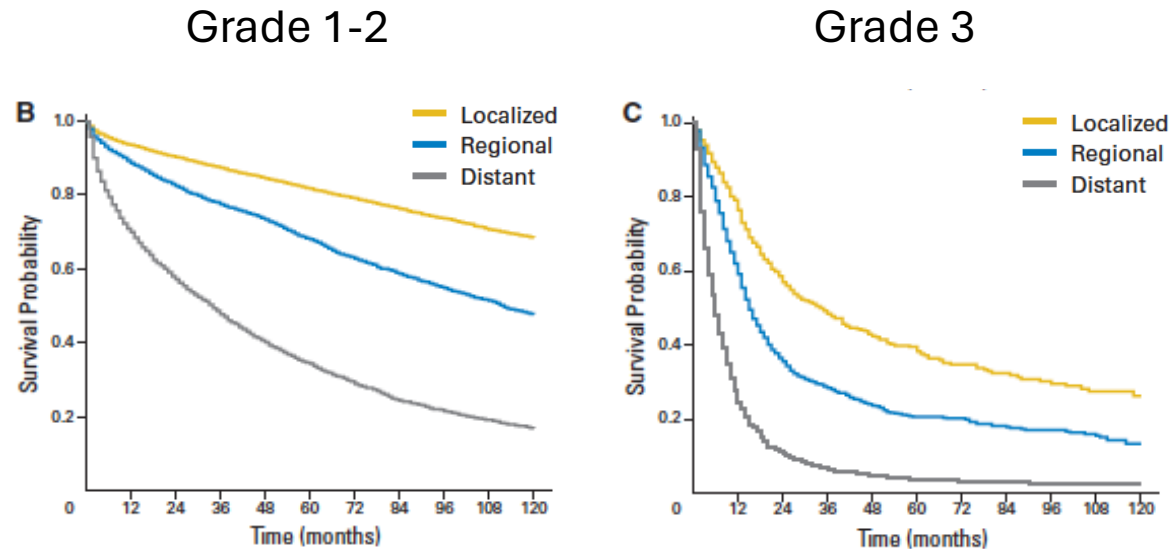 Grade 1-2
Grade 3
B
Localized
Regional
Distant
Survival Probability
1.0
0.8
0.6
0.4
0.2
0 12 24 36 48 60 72 84 96 108 120
Time (months)
C
Localized
Regional
Distant
Survival Probability
1.0
0.8
0.6
0.4
0.2
0 12 24 36 48 60 72 84 96 108 120
Time (months)